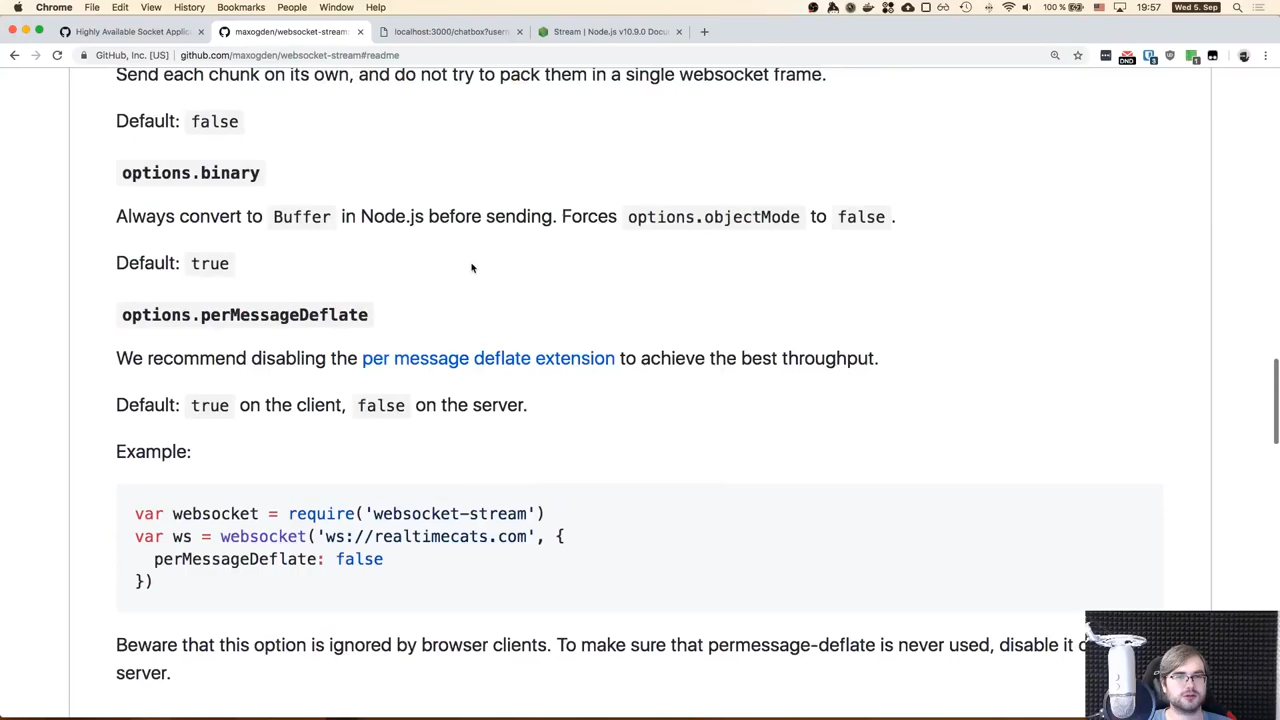 Chrome File Edit View History Bookmarks People Window Help 100 % 19:57 Wed 5. Sep
Highly Available Socket Applic maxogden/websocket-stream localhost:3000/chatbox?usern Stream | Node.js v10.9.0 Docu
GitHub, Inc. [US] github.com/maxogden/websocket-stream#readme DND 3 1
Send each chunk on its own, and do not try to pack them in a single websocket frame.
Default: false
options.binary
Always convert to Buffer in Node.js before sending. Forces options.objectMode to false .
Default: true
options.perMessageDeflate
We recommend disabling the per message deflate extension to achieve the best throughput.
Default: true on the client, false on the server.
Example:
var websocket = require('websocket-stream')
var ws = websocket('ws://realtimecats.com', {
perMessageDeflate: false
})
Beware that this option is ignored by browser clients. To make sure that permessage-deflate is never used, disable it
server.